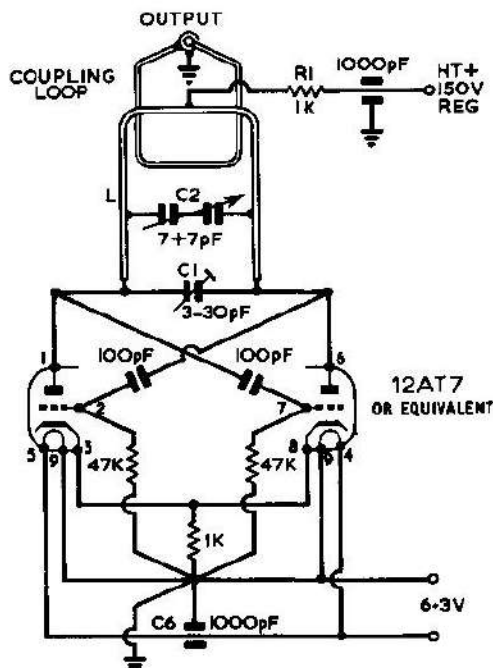 OUTPUT
COUPLING
LOOP
R1
1K
1000pF
HT+
150V
REG
L
C2
7+7pF
C1
3-30pF
1
100pF
100pF
6
2
7
12AT7
OR EQUIVALENT
5
9
3
8
9
4
47K
47K
1K
6·3V
C6
1000pF